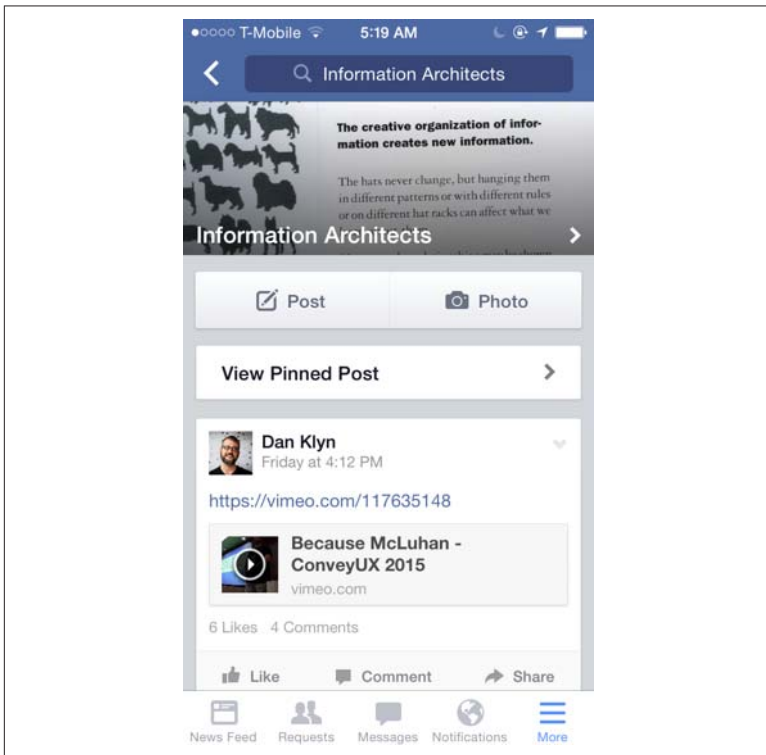 T-Mobile 5:19 AM
Information Architects
The creative organization of infor-
mation creates new information.
The hats never change, but hanging them
in different patterns or with different rules
or on different hat racks can affect what we
Information Architects
Post Photo
View Pinned Post
Dan Klyn
Friday at 4:12 PM
https://vimeo.com/117635148
Because McLuhan -
ConveyUX 2015
vimeo.com
6 Likes 4 Comments
Like Comment Share
News Feed Requests Messages Notifications More